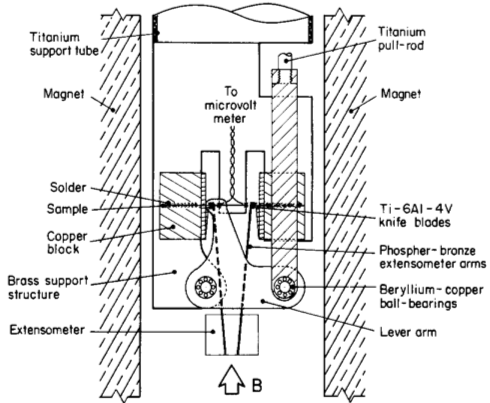 Titanium
support tube
Titanium
pull-rod
Magnet
To
microvolt
meter
Magnet
Solder
Sample
Copper
block
Brass support
structure
Extensometer
Ti-6Al-4V
knife blades
Phospher-bronze
extensometer arms
Beryllium-copper
ball-bearings
Lever arm
B